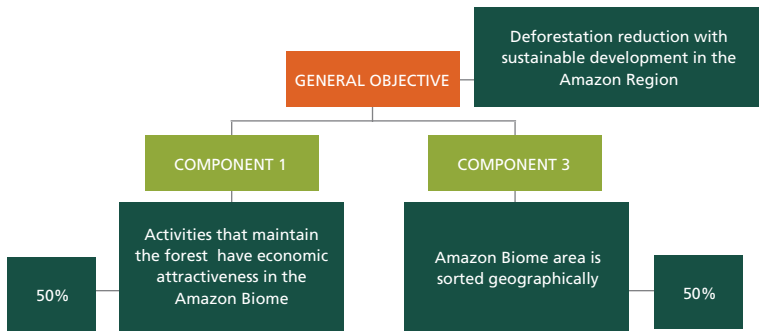 Deforestation reduction with
sustainable development in the
Amazon Region
GENERAL OBJECTIVE
COMPONENT 1
COMPONENT 3
Activities that maintain
the forest have economic
attractiveness in the
Amazon Biome
50%
Amazon Biome area is
sorted geographically
50%